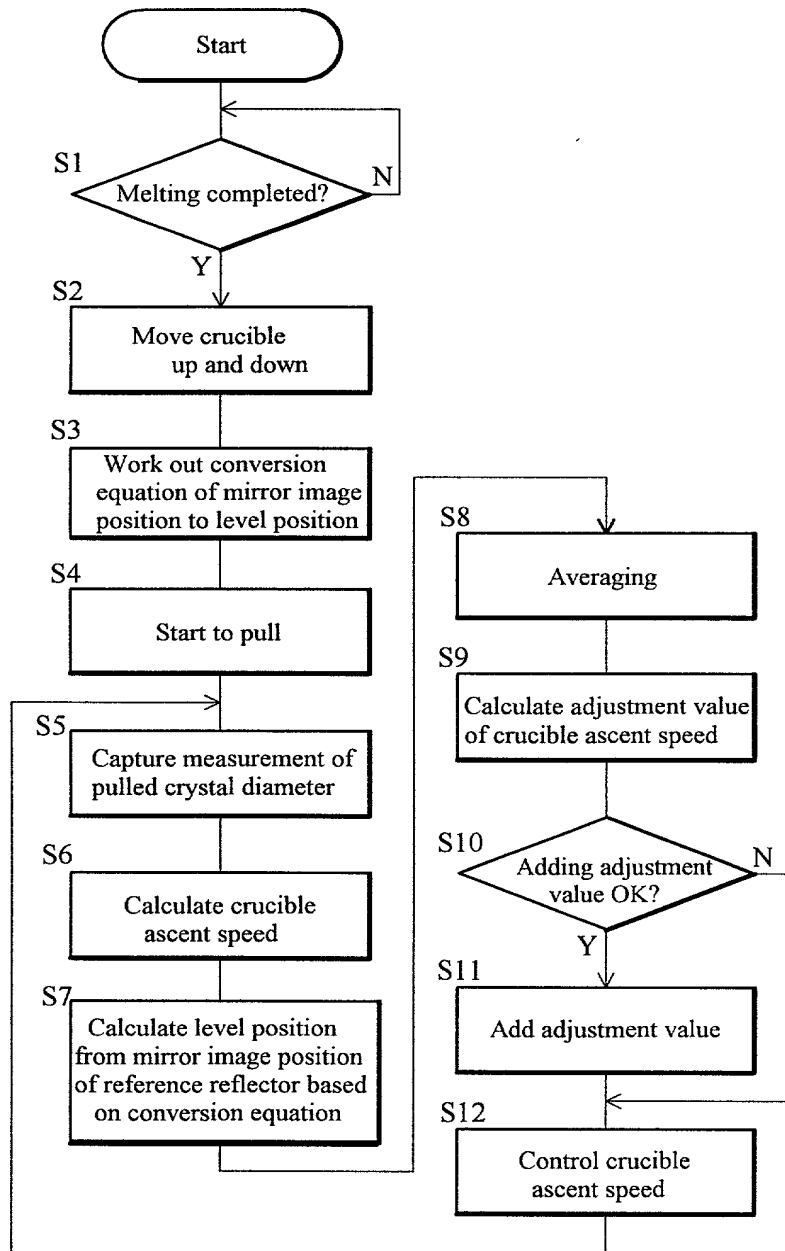 Start
S1
Melting completed?
N
Y
S2
Move crucible
up and down
S3
Work out conversion
equation of mirror image
position to level position
S4
Start to pull
S5
Capture measurement of
pulled crystal diameter
S6
Calculate crucible
ascent speed
S7
Calculate level position
from mirror image position
of reference reflector based
on conversion equation
S8
Averaging
S9
Calculate adjustment value
of crucible ascent speed
S10
Adding adjustment
value OK?
N
Y
S11
Add adjustment value
S12
Control crucible
ascent speed